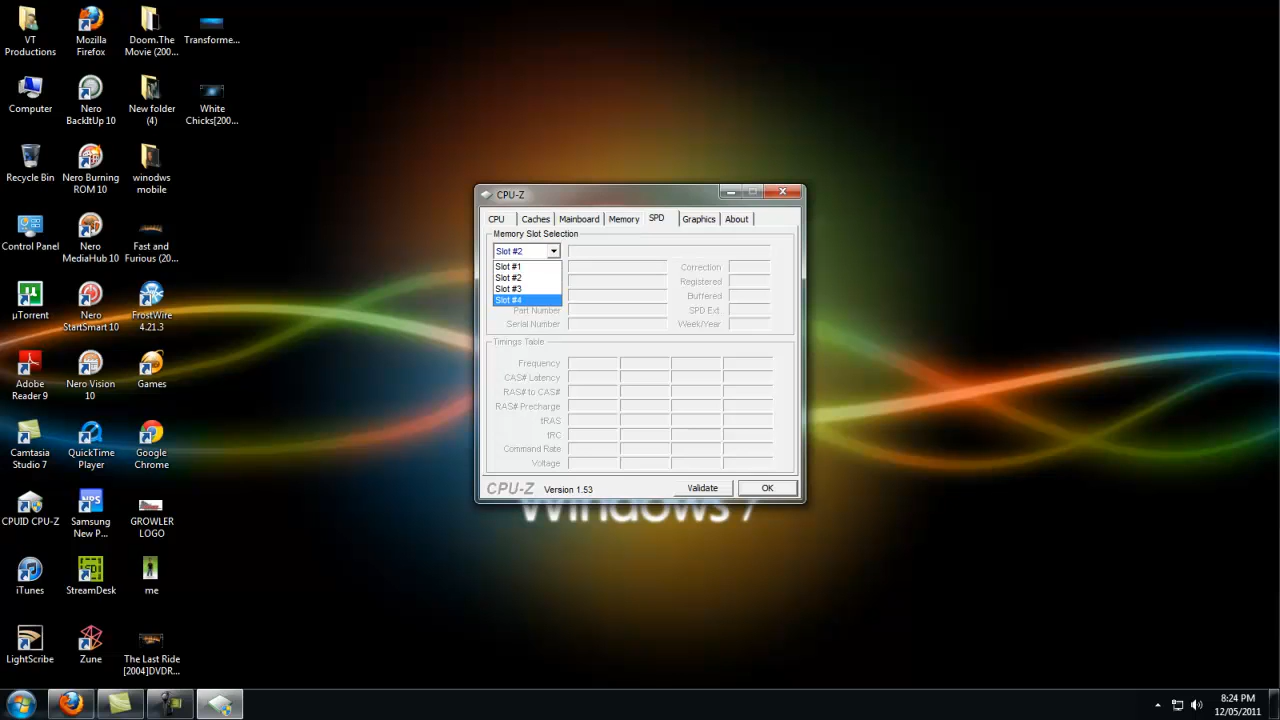 VT
Productions
Mozilla
Firefox
Doom.The
Movie (200...
Transforme...
Computer
Nero
BackItUp 10
New folder
(4)
White
Chicks[200...
Recycle Bin
Nero Burning
ROM 10
winodws
mobile
Control Panel
Nero
MediaHub 10
Fast and
Furious (20...
µTorrent
Nero
StartSmart 10
FrostWire
4.21.3
Adobe
Reader 9
Nero Vision
10
Games
Camtasia
Studio 7
QuickTime
Player
Google
Chrome
CPUID CPU-Z
Samsung
New P...
GROWLER
LOGO
iTunes
StreamDesk
me
LightScribe
Zune
The Last Ride
[2004]DVDR...
CPU-Z
CPU Caches Mainboard Memory SPD Graphics About
Memory Slot Selection
Slot #2
Slot #1
Slot #2
Slot #3
Slot #4
Correction
Registered
Buffered
Part Number SPD Ext.
Serial Number Week/Year
Timings Table
Frequency
CAS# Latency
RAS# to CAS#
RAS# Precharge
tRAS
tRC
Command Rate
Voltage
CPU-Z Version 1.53 Validate OK
Windows 7
8:24 PM
12/05/2011